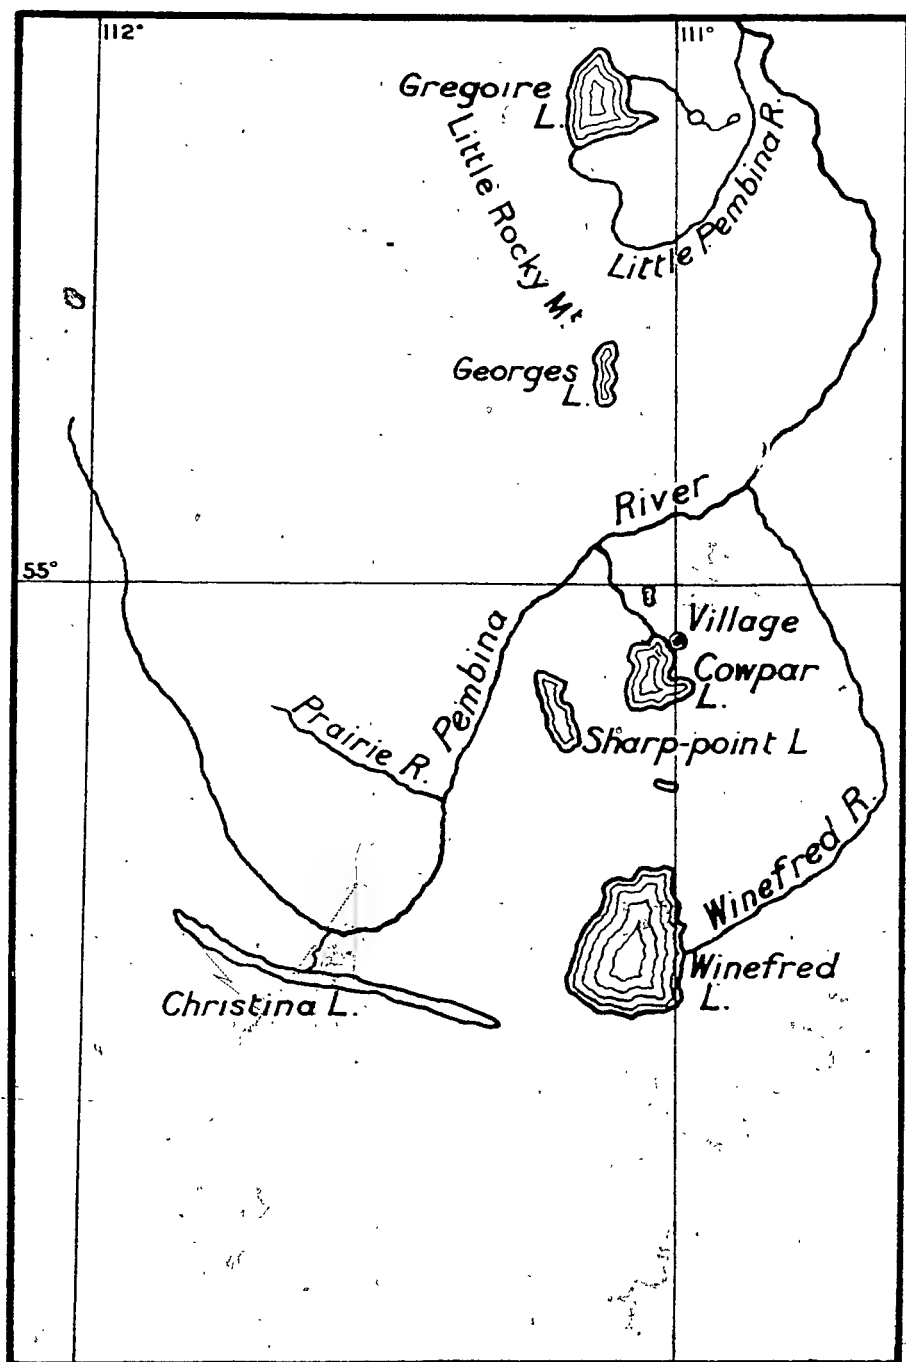 112°
111°
Gregoire
L.
Little Rocky Mt.
Little Pembina R.
Georges
L.
River
55°
Village
Pembina
Cowpar
L.
Prairie R.
Sharp-point L
Winefred R.
Winefred
L.
Christina L.